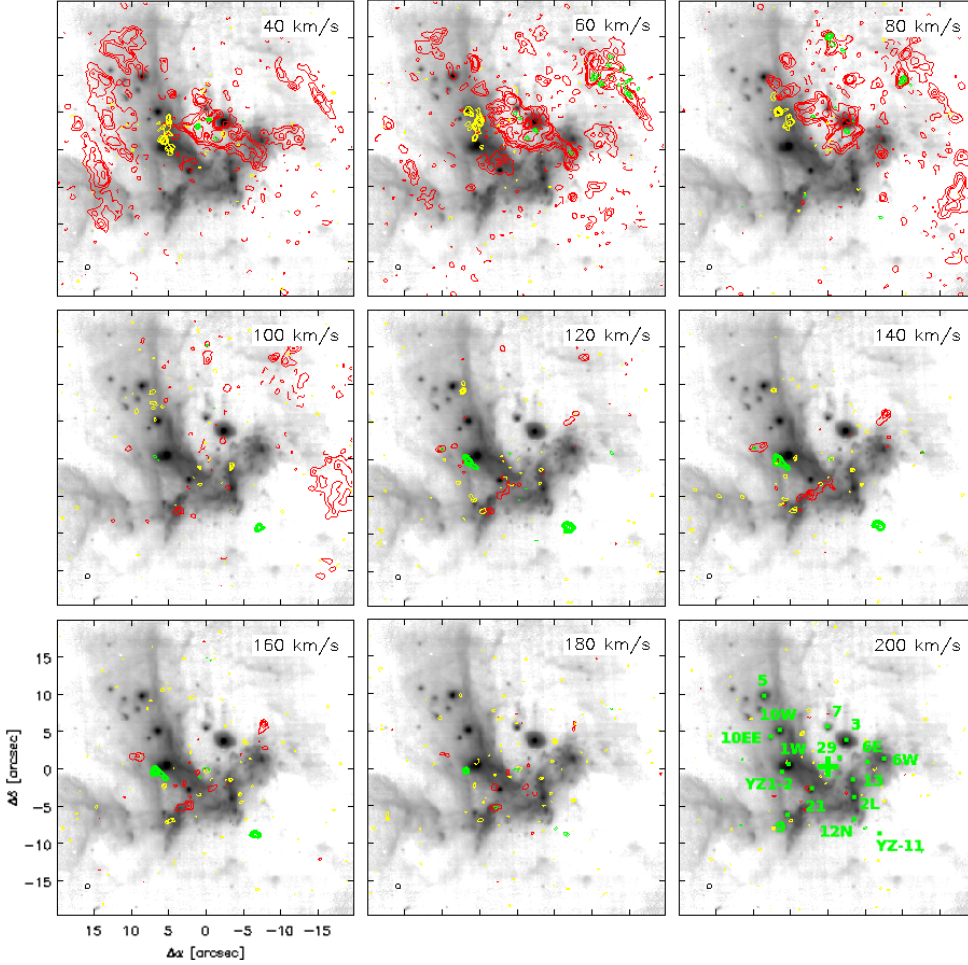 40 km/s
60 km/s
80 km/s
100 km/s
120 km/s
140 km/s
160 km/s
180 km/s
200 km/s
15
10
5
0
−5
−10
−15
Δδ [arcsec]
15 10 5 0 −5 −10 −15
Δα [arcsec]
5
7
16W
3
10EE
1W
29
6E
6W
YZ1-2
13
21
2L
9
12N
YZ-11